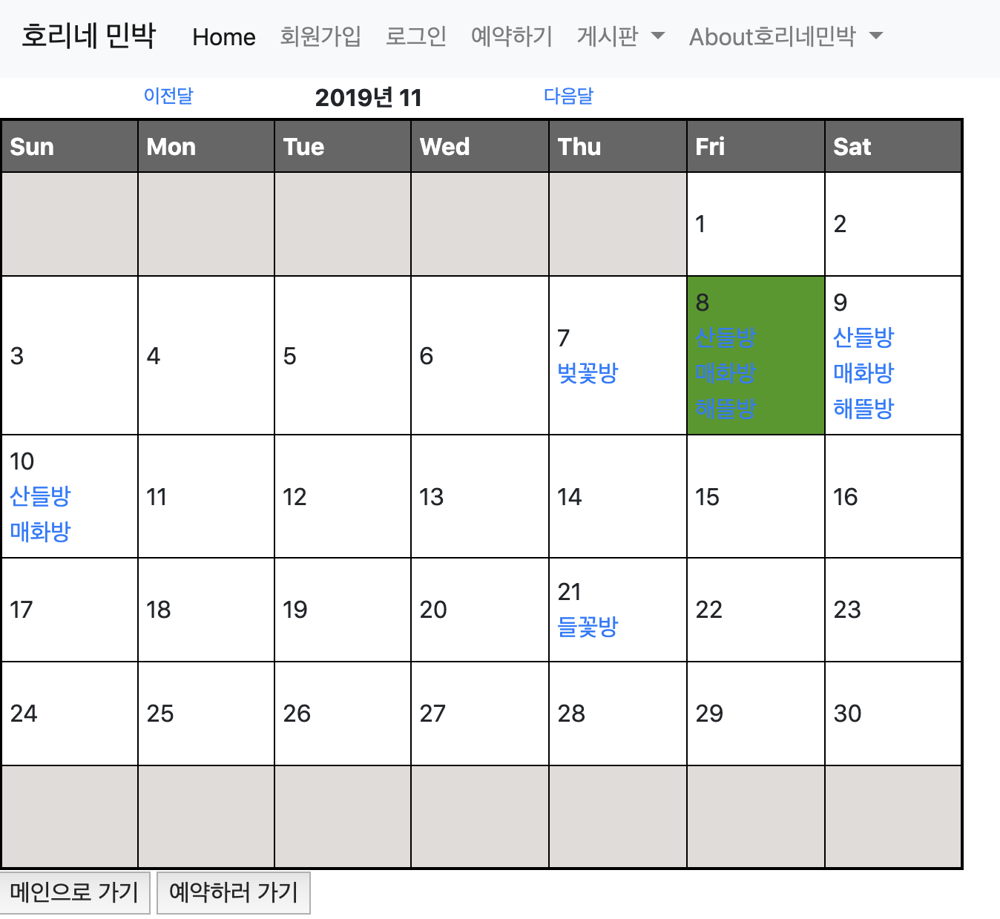 호리네 민박 Home 회원가입 로그인 예약하기 게시판 About호리네민박
이전달 2019년 11 다음달
Sun Mon Tue Wed Thu Fri Sat
1 2
3 4 5 6 7 8 9
벚꽃방 산들방 산들방
매화방 매화방
해뜰방 해뜰방
10 11 12 13 14 15 16
산들방
매화방
17 18 19 20 21 22 23
들꽃방
24 25 26 27 28 29 30
메인으로 가기 예약하러 가기